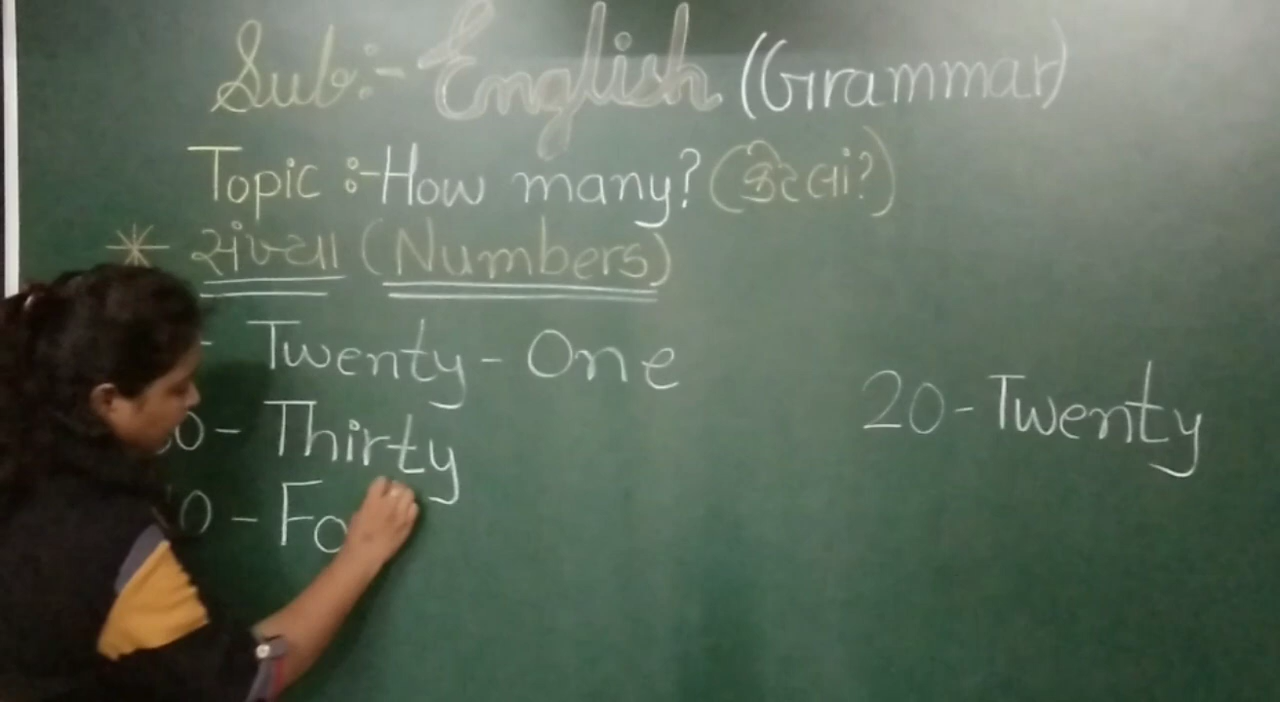 Sub:- English (Grammar)
Topic :- How many? (કેટલાં?)
* સંખ્યા (Numbers)
- Twenty - One
0 - Thirty
0 - Fo
20 - Twenty